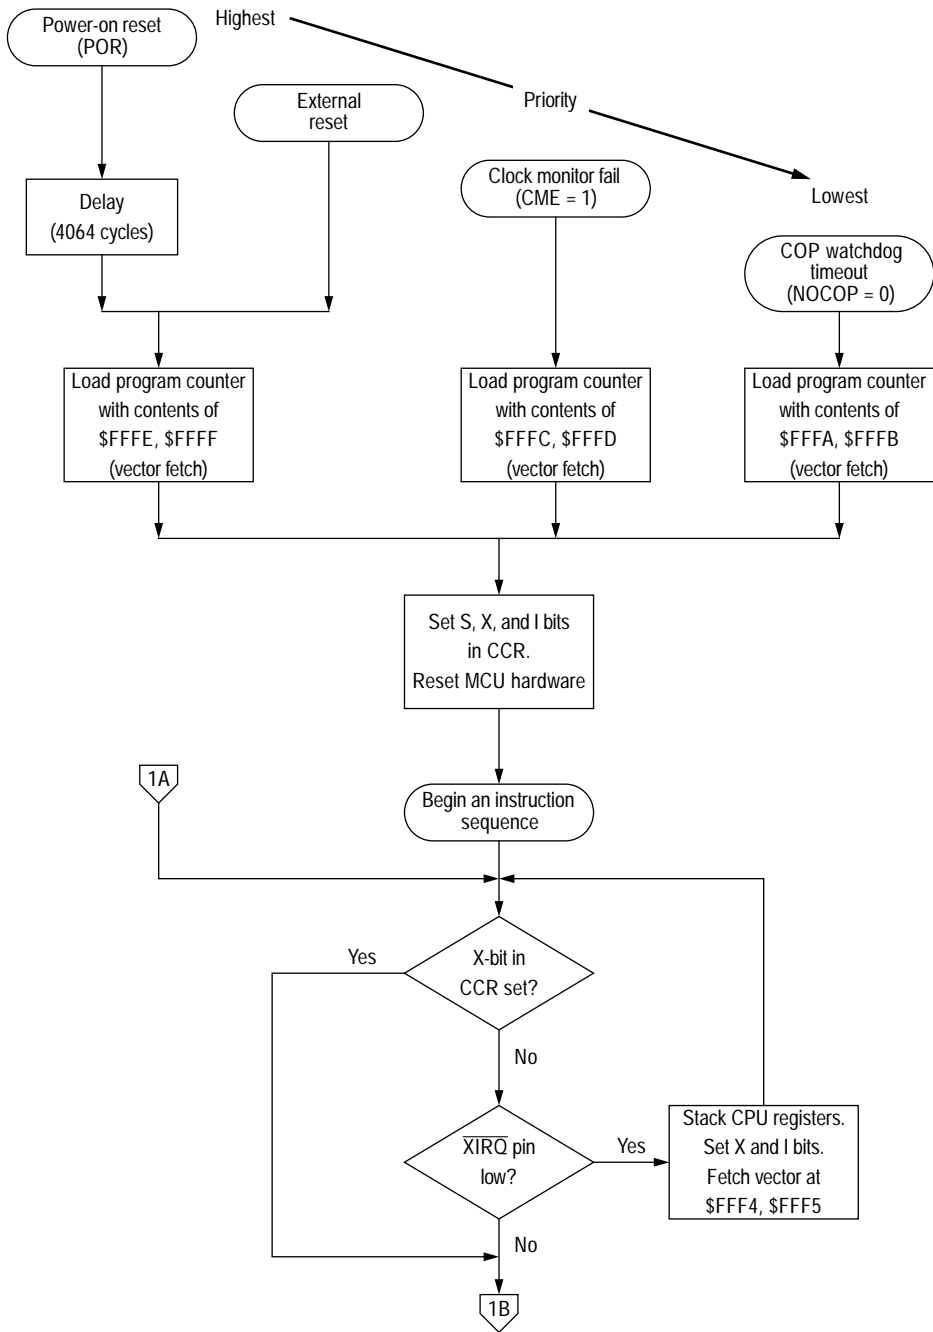 Power-on reset
(POR)
Highest
External
reset
Priority
Clock monitor fail
(CME = 1)
Lowest
Delay
(4064 cycles)
COP watchdog
timeout
(NOCOP = 0)
Load program counter
with contents of
$FFFE, $FFFF
(vector fetch)
Load program counter
with contents of
$FFFC, $FFFD
(vector fetch)
Load program counter
with contents of
$FFFA, $FFFB
(vector fetch)
Set S, X, and I bits
in CCR.
Reset MCU hardware
1A
Begin an instruction
sequence
Yes
X-bit in
CCR set?
No
XIRQ pin
low?
Yes
Stack CPU registers.
Set X and I bits.
Fetch vector at
$FFF4, $FFF5
No
1B